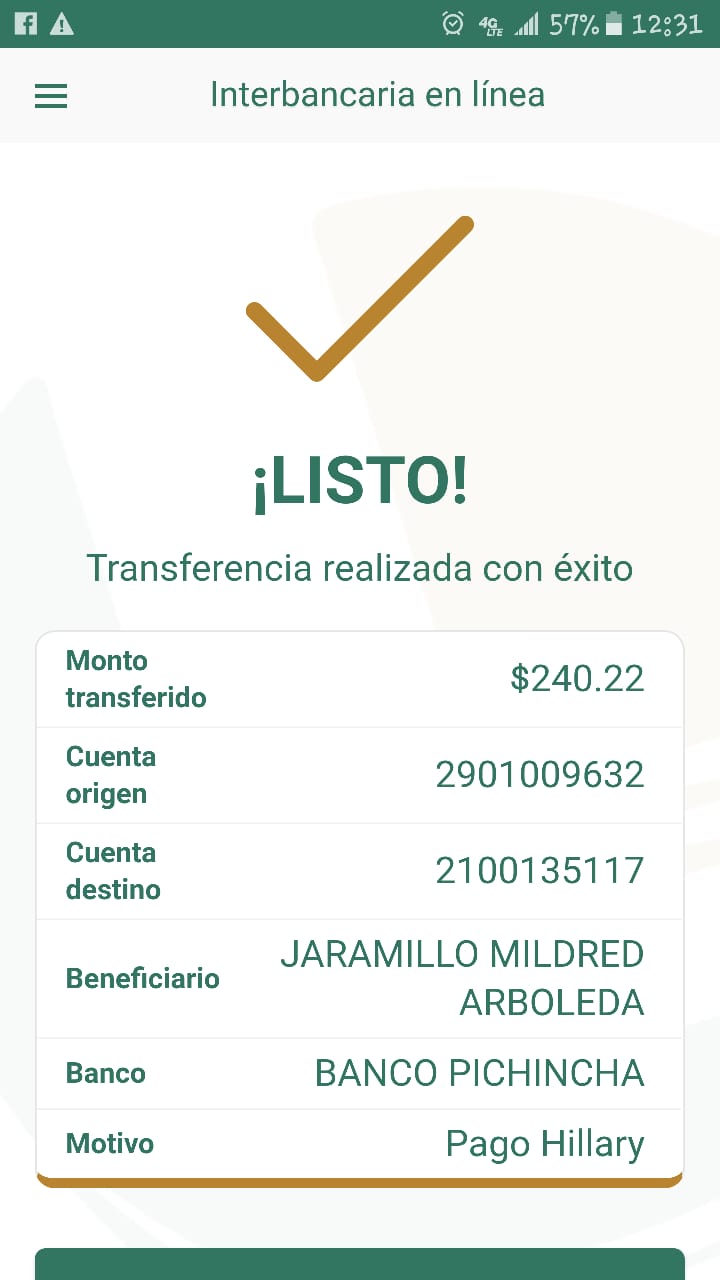 4G LTE 57% 12:31
Interbancaria en línea
¡LISTO!
Transferencia realizada con éxito
Monto
transferido
$240.22
Cuenta
origen
2901009632
Cuenta
destino
2100135117
Beneficiario
JARAMILLO MILDRED
ARBOLEDA
Banco
BANCO PICHINCHA
Motivo
Pago Hillary